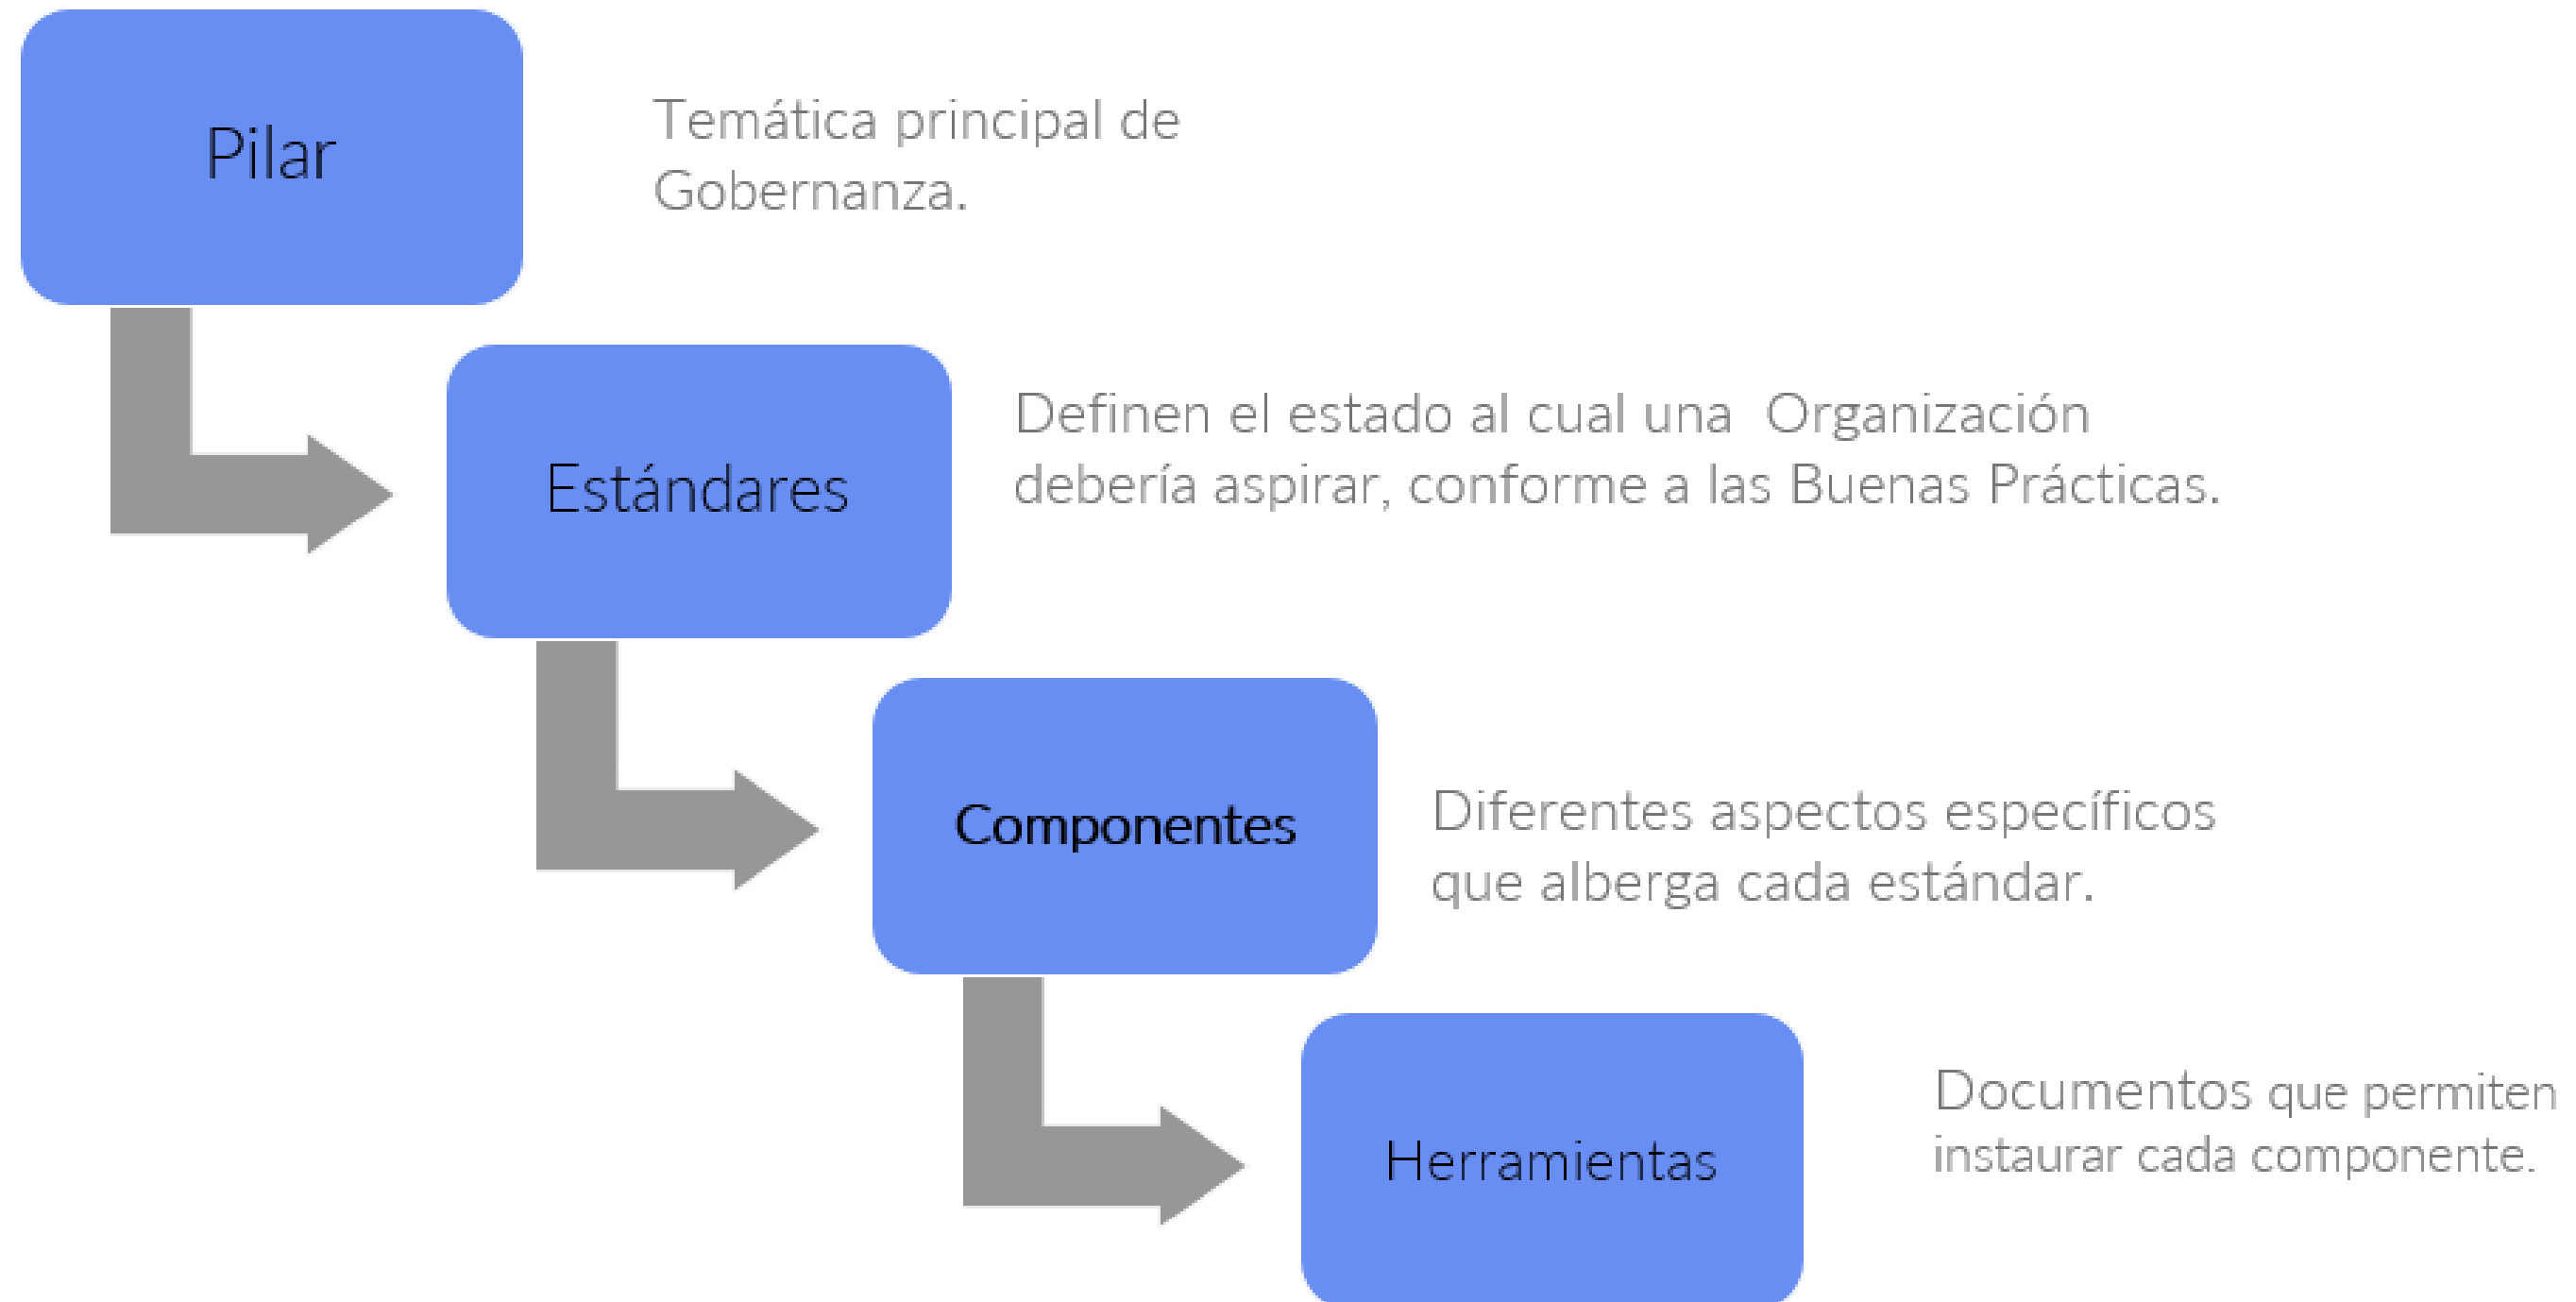 Pilar
Temática principal de
Gobernanza.
Estándares
Definen el estado al cual una Organización
debería aspirar, conforme a las Buenas Prácticas.
Componentes
Diferentes aspectos específicos
que alberga cada estándar.
Herramientas
Documentos que permiten
instaurar cada componente.